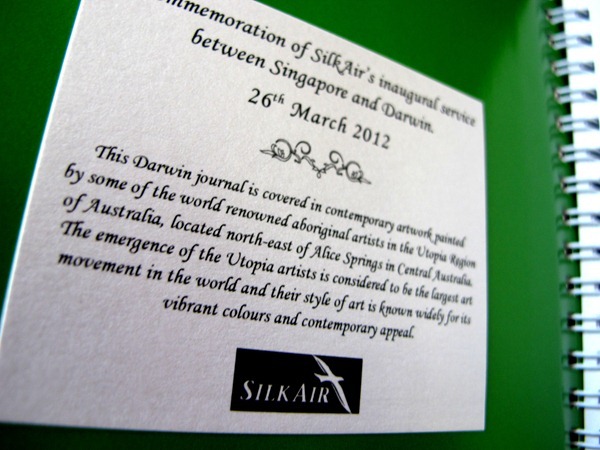 mmemoration of SilkAir's inaugural service
between Singapore and Darwin.
26th March 2012
This Darwin journal is covered in contemporary artwork painted
by some of the world renowned aboriginal artists in the Utopia Region
of Australia, located north-east of Alice Springs in Central Australia.
The emergence of the Utopia artists is considered to be the largest art
movement in the world and their style of art is known widely for its
vibrant colours and contemporary appeal.
SILKAIR